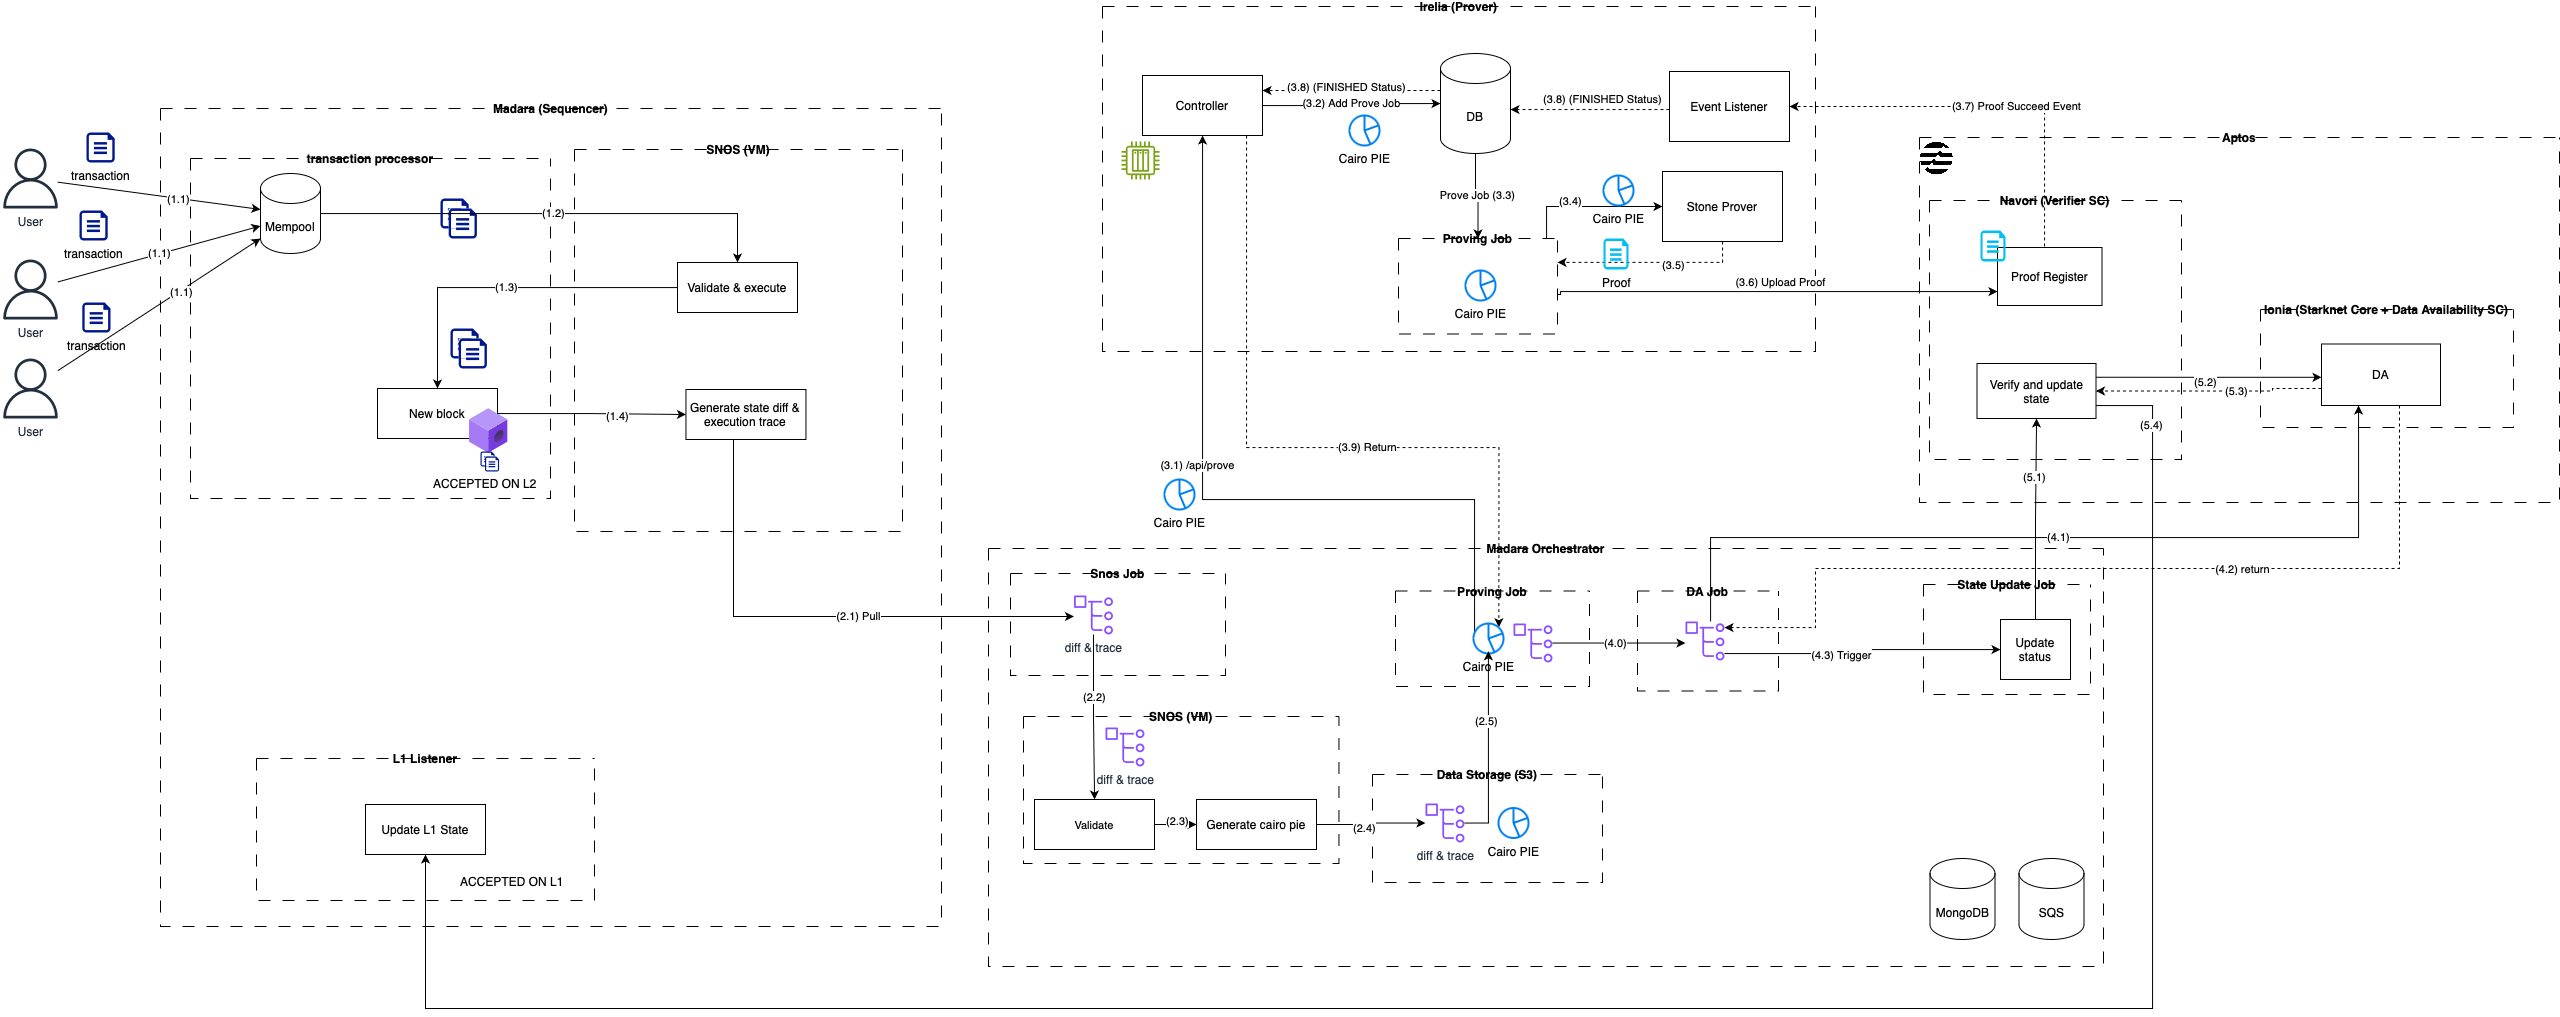 Madara (Sequencer)
transaction
User
(1.1)
transaction
User
(1.1)
transaction
User
(1.1)
transaction processor
Mempool
(1.2)
SNOS (VM)
Validate & execute
(1.3)
New block
ACCEPTED ON L2
(1.4)
Generate state diff &
execution trace
L1 Listener
Update L1 State
ACCEPTED ON L1
(2.1) Pull
Irelia (Prover)
Controller
(3.8) (FINISHED Status)
(3.2) Add Prove Job
Cairo PIE
DB
(3.8) (FINISHED Status)
Event Listener
(3.7) Proof Succeed Event
Prove Job (3.3)
(3.4)
Cairo PIE
Stone Prover
Proving Job
Cairo PIE
(3.5)
Proof
(3.6) Upload Proof
(3.9) Return
(3.1) /api/prove
Cairo PIE
Aptos
Navori (Verifier SC)
Proof Register
Verify and update
state
Ionia (Starknet Core + Data Availability SC)
DA
(5.2)
(5.3)
(5.4)
(5.1)
(4.1)
(4.2) return
Madara Orchestrator
Snos Job
diff & trace
(2.2)
SNOS (VM)
diff & trace
Validate
(2.3)
Generate cairo pie
(2.4)
Data Storage (S3)
diff & trace
Cairo PIE
(2.5)
Proving Job
Cairo PIE
(4.0)
DA Job
(4.3) Trigger
State Update Job
Update
status
MongoDB
SQS